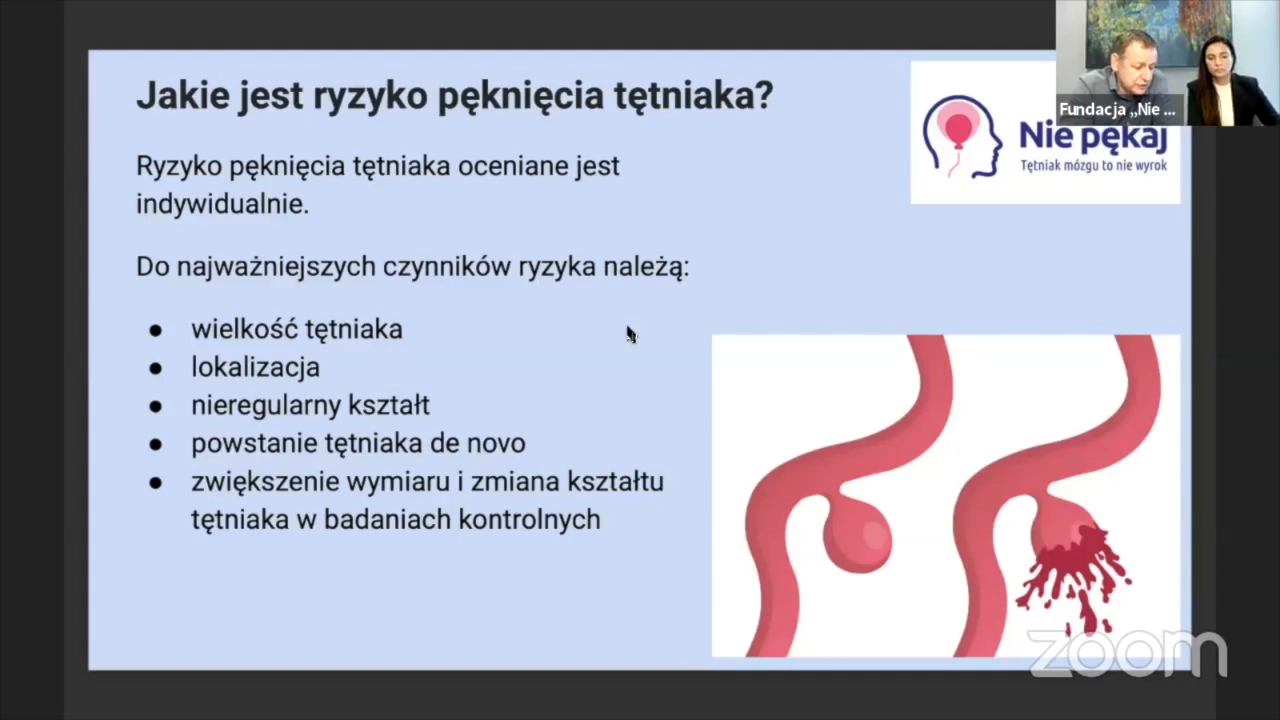 Jakie jest ryzyko pęknięcia tętniaka?
Ryzyko pęknięcia tętniaka oceniane jest
indywidualnie.
Do najważniejszych czynników ryzyka należą:
● wielkość tętniaka
● lokalizacja
● nieregularny kształt
● powstanie tętniaka de novo
● zwiększenie wymiaru i zmiana kształtu
tętniaka w badaniach kontrolnych
Fundacja „Nie ...
Nie pękaj
Tętniak mózgu to nie wyrok
zoom